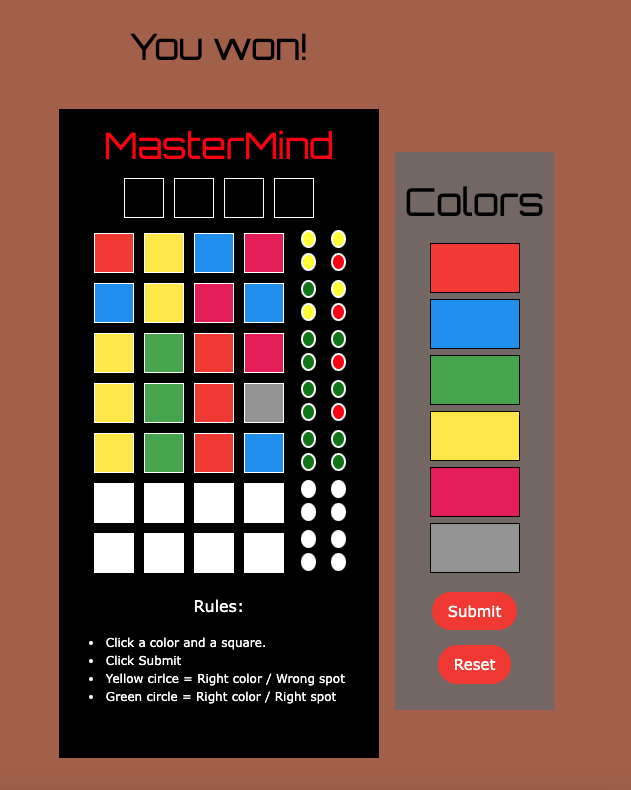 You won!
MasterMind
Colors
Submit
Reset
Rules:
Click a color and a square.
Click Submit
Yellow cirlce = Right color / Wrong spot
Green circle = Right color / Right spot